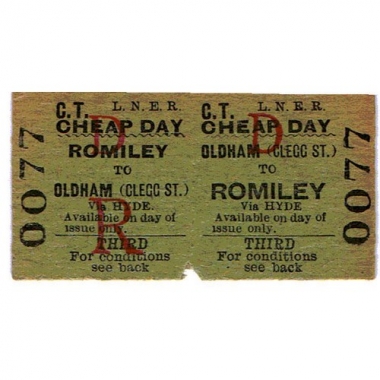 0077
C.T. L.N.E.R.
CHEAP DAY
ROMILEY
TO
OLDHAM (CLEGG ST.)
Via HYDE.
Available on day of
issue only.
THIRD
For conditions
see back
D
R
C.T. L.N.E.R.
CHEAP DAY
OLDHAM (CLEGG ST.)
TO
ROMILEY
Via HYDE
Available on day of
issue only.
THIRD
For conditions
see back
D
0077